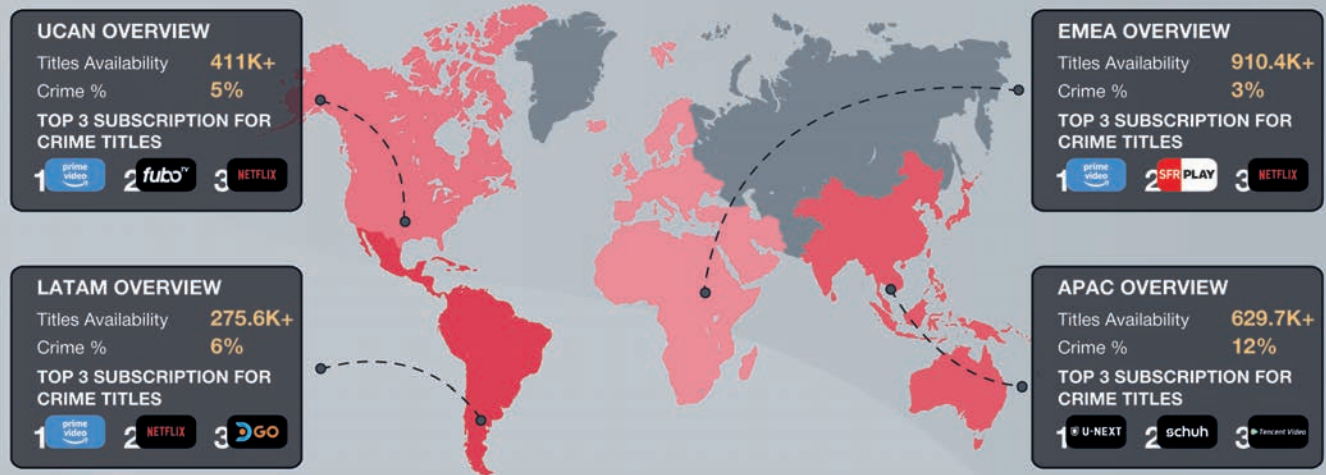 UCAN OVERVIEW
Titles Availability 411K+
Crime % 5%
TOP 3 SUBSCRIPTION FOR
CRIME TITLES
1 prime video 2 fuboTV 3 NETFLIX
EMEA OVERVIEW
Titles Availability 910.4K+
Crime % 3%
TOP 3 SUBSCRIPTION FOR
CRIME TITLES
1 prime video 2 SFR PLAY 3 NETFLIX
LATAM OVERVIEW
Titles Availability 275.6K+
Crime % 6%
TOP 3 SUBSCRIPTION FOR
CRIME TITLES
1 prime video 2 NETFLIX 3 DGO
APAC OVERVIEW
Titles Availability 629.7K+
Crime % 12%
TOP 3 SUBSCRIPTION FOR
CRIME TITLES
1 U-NEXT 2 schuh 3 Tencent Video